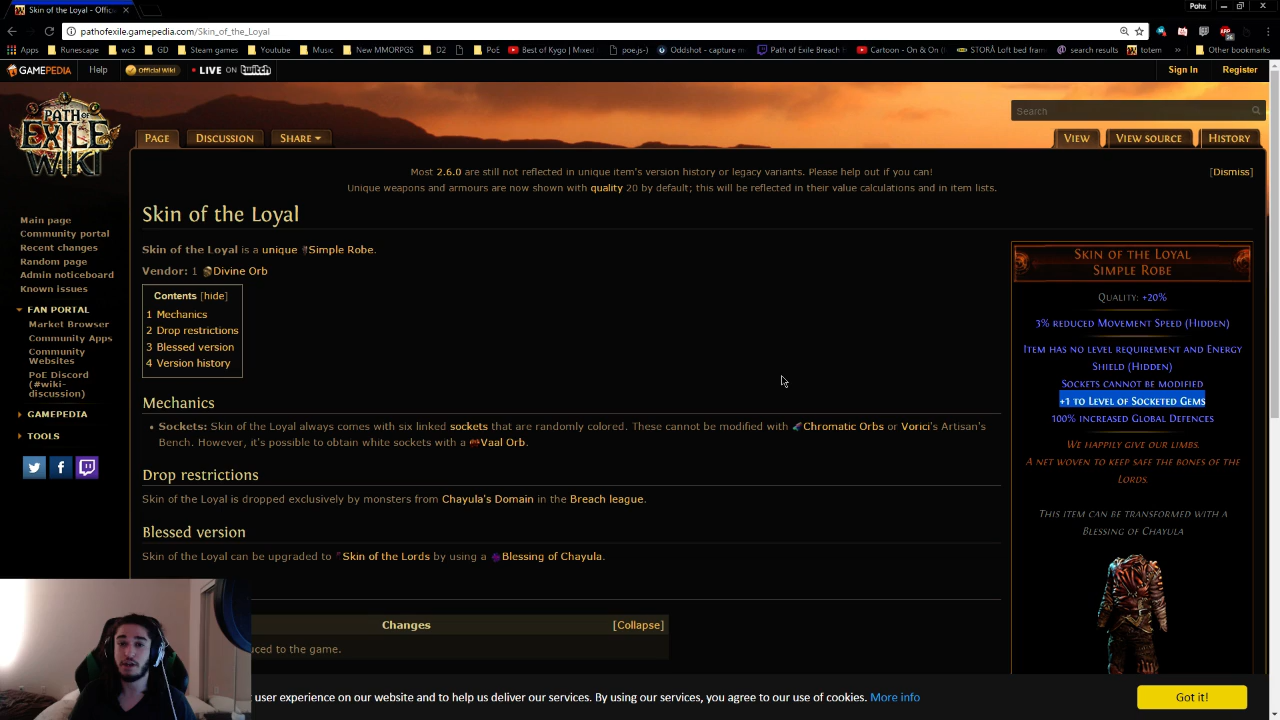 Skin of the Loyal - Offic
Pohx
pathofexile.gamepedia.com/Skin_of_the_Loyal
Apps Runescape wc3 GD Steam games Youtube Music New MMORPGS D2 PoE Best of Kygo | Mixed poe.js-) Oddshot - capture m Path of Exile Breach Cartoon - On & On ( STORÅ Loft bed fram search results totem » Other bookmarks
GAMEPEDIA Help Official Wiki LIVE ON twitch Sign In Register
PATH OF EXILE WIKI
Search
PAGE DISCUSSION SHARE VIEW VIEW SOURCE HISTORY
Most 2.6.0 are still not reflected in unique item's version history or legacy variants. Please help out if you can! [Dismiss]
Unique weapons and armours are now shown with quality 20 by default; this will be reflected in their value calculations and in item lists.
Main page
Community portal
Recent changes
Random page
Admin noticeboard
Known issues
FAN PORTAL
Market Browser
Community Apps
Community
Websites
PoE Discord
(#wiki-
discussion)
GAMEPEDIA
TOOLS
Skin of the Loyal
Skin of the Loyal is a unique Simple Robe.
Vendor: 1 Divine Orb
Contents [hide]
1 Mechanics
2 Drop restrictions
3 Blessed version
4 Version history
Mechanics
Sockets: Skin of the Loyal always comes with six linked sockets that are randomly colored. These cannot be modified with Chromatic Orbs or Vorici's Artisan's
Bench. However, it's possible to obtain white sockets with a Vaal Orb.
Drop restrictions
Skin of the Loyal is dropped exclusively by monsters from Chayula's Domain in the Breach league.
Blessed version
Skin of the Loyal can be upgraded to Skin of the Lords by using a Blessing of Chayula.
Changes [Collapse]
uced to the game.
SKIN OF THE LOYAL
SIMPLE ROBE
QUALITY: +20%
3% REDUCED MOVEMENT SPEED (HIDDEN)
ITEM HAS NO LEVEL REQUIREMENT AND ENERGY
SHIELD (HIDDEN)
SOCKETS CANNOT BE MODIFIED
+1 TO LEVEL OF SOCKETED GEMS
100% INCREASED GLOBAL DEFENCES
WE HAPPILY GIVE OUR LIMBS.
A NET WOVEN TO KEEP SAFE THE BONES OF THE
LORDS.
THIS ITEM CAN BE TRANSFORMED WITH A
BLESSING OF CHAYULA
user experience on our website and to help us deliver our services. By using our services, you agree to our use of cookies. More info Got it!